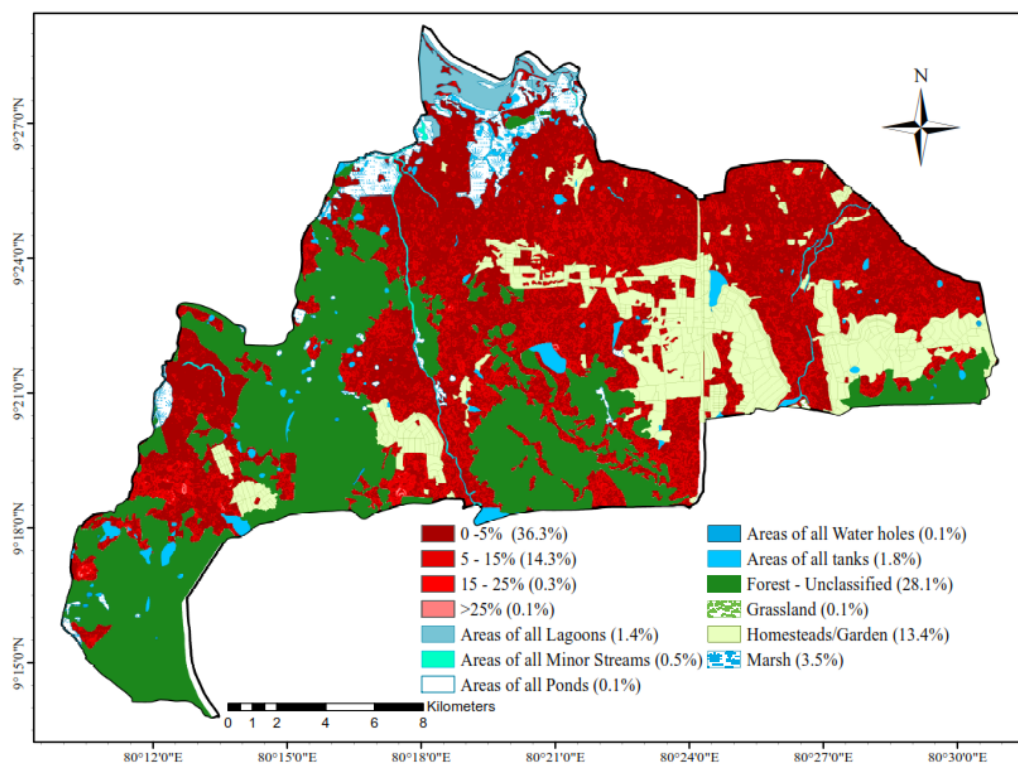 N
9°27'0"N
9°24'0"N
9°21'0"N
9°18'0"N
9°15'0"N
0 -5% (36.3%)
5 - 15% (14.3%)
15 - 25% (0.3%)
>25% (0.1%)
Areas of all Lagoons (1.4%)
Areas of all Minor Streams (0.5%)
Areas of all Ponds (0.1%)
Areas of all Water holes (0.1%)
Areas of all tanks (1.8%)
Forest - Unclassified (28.1%)
Grassland (0.1%)
Homesteads/Garden (13.4%)
Marsh (3.5%)
Kilometers
0 1 2 4 6 8
80°12'0"E 80°15'0"E 80°18'0"E 80°21'0"E 80°24'0"E 80°27'0"E 80°30'0"E